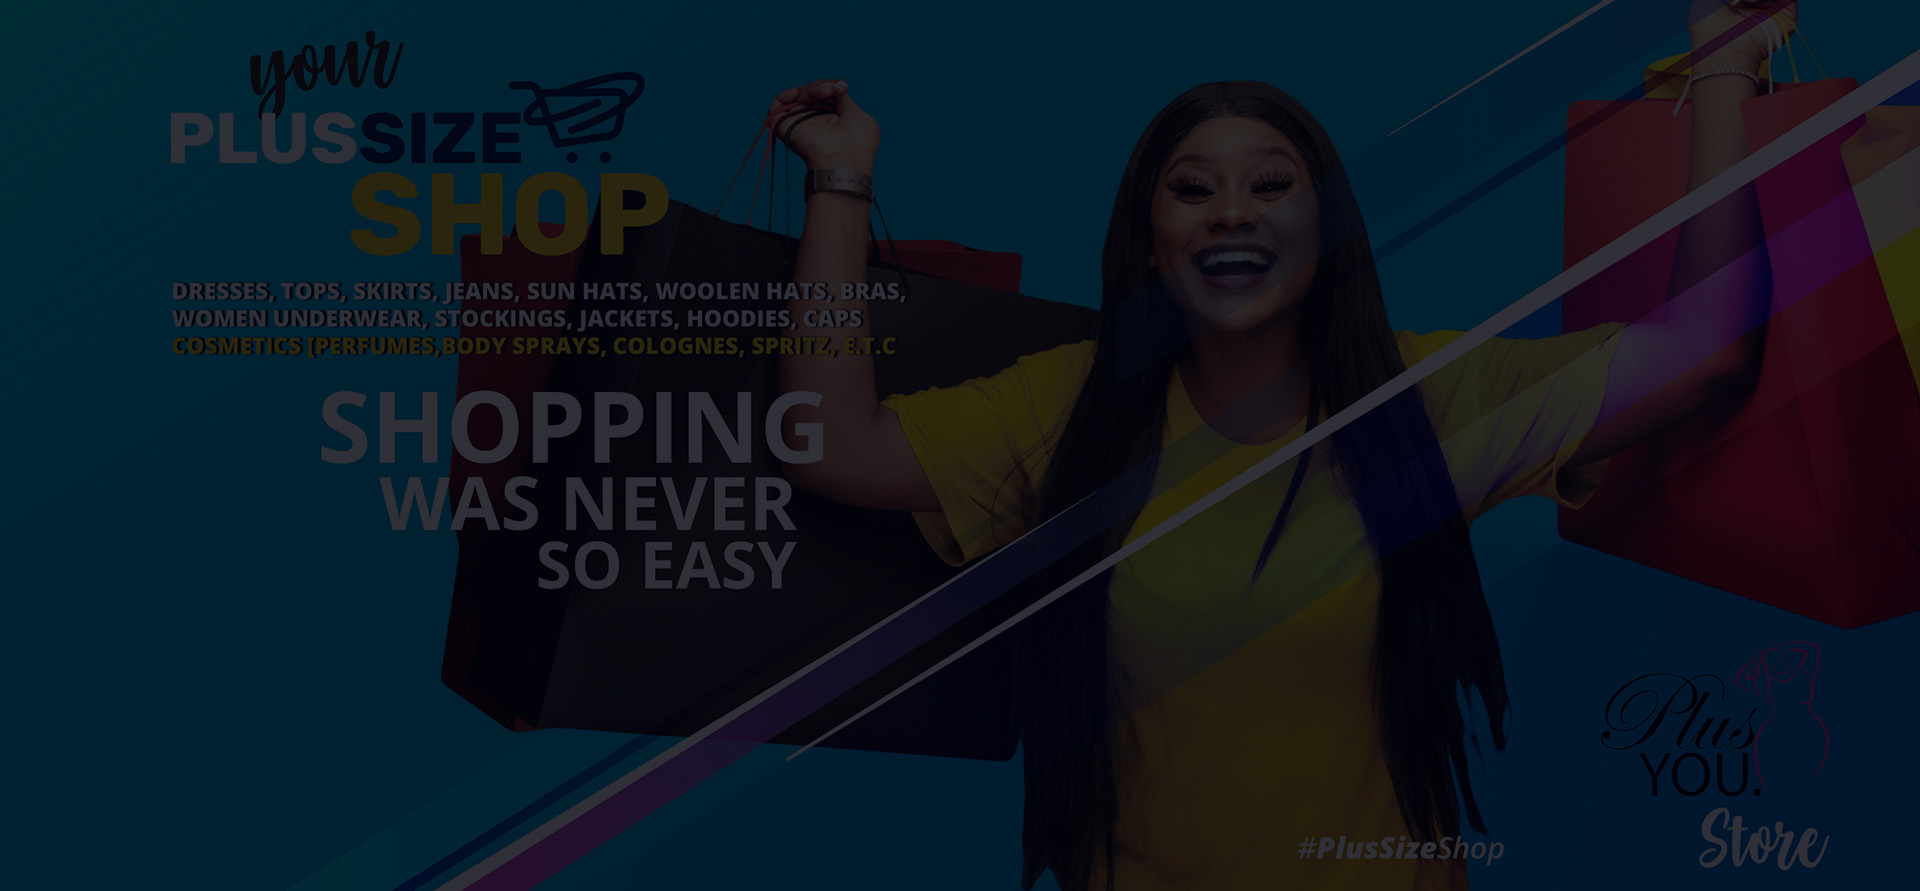 your
PLUSSIZE
SHOP
DRESSES, TOPS, SKIRTS, JEANS, SUN HATS, WOOLEN HATS, BRAS,
WOMEN UNDERWEAR, STOCKINGS, JACKETS, HOODIES, CAPS
COSMETICS [PERFUMES,BODY SPRAYS, COLOGNES, SPRITZ, E.T.C
SHOPPING
WAS NEVER
SO EASY
Plus
YOU.
Store
#PlusSizeShop